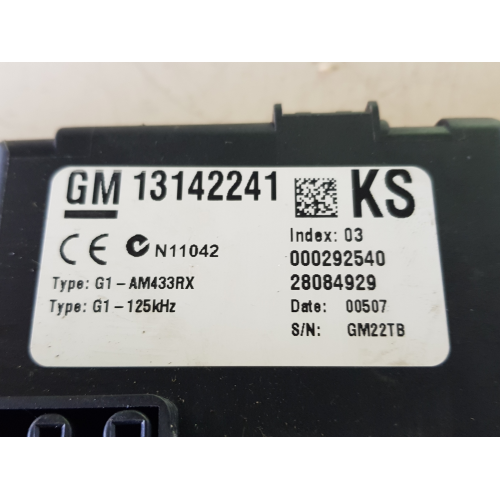 GM 13142241 KS
Index: 03
CE N11042 000292540
Type: G1-AM433RX 28084929
Type: G1-125kHz Date: 00507
S/N: GM22TB